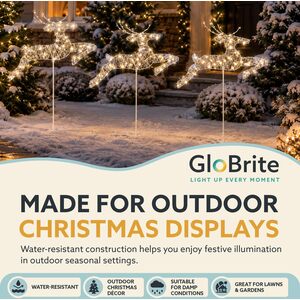 GloBrite
LIGHT UP EVERY MOMENT
MADE FOR OUTDOOR
CHRISTMAS DISPLAYS
Water-resistant construction helps you enjoy festive illumination
in outdoor seasonal settings.
WATER-RESISTANT
OUTDOOR
CHRISTMAS
DÉCOR
SUITABLE
FOR DAMP
CONDITIONS
GREAT FOR LAWNS
& GARDENS